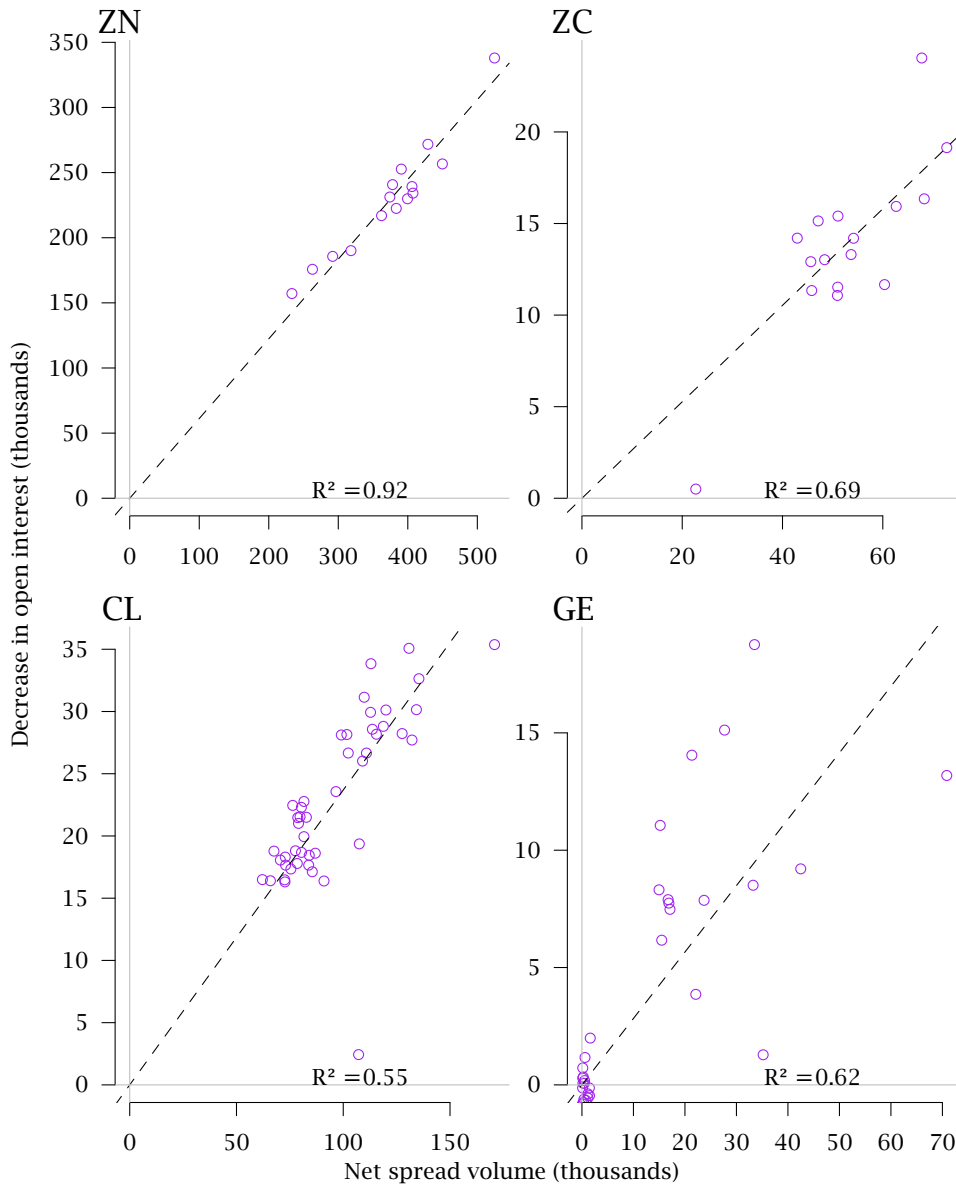 ZN
ZC
350
300
250
200
150
100
50
0
R² =0.92
0 100 200 300 400 500
20
15
10
5
0
R² =0.69
0 20 40 60
Decrease in open interest (thousands)
CL
GE
35
30
25
20
15
10
5
0
R² =0.55
0 50 100 150
15
10
5
0
R² =0.62
0 10 20 30 40 50 60 70
Net spread volume (thousands)